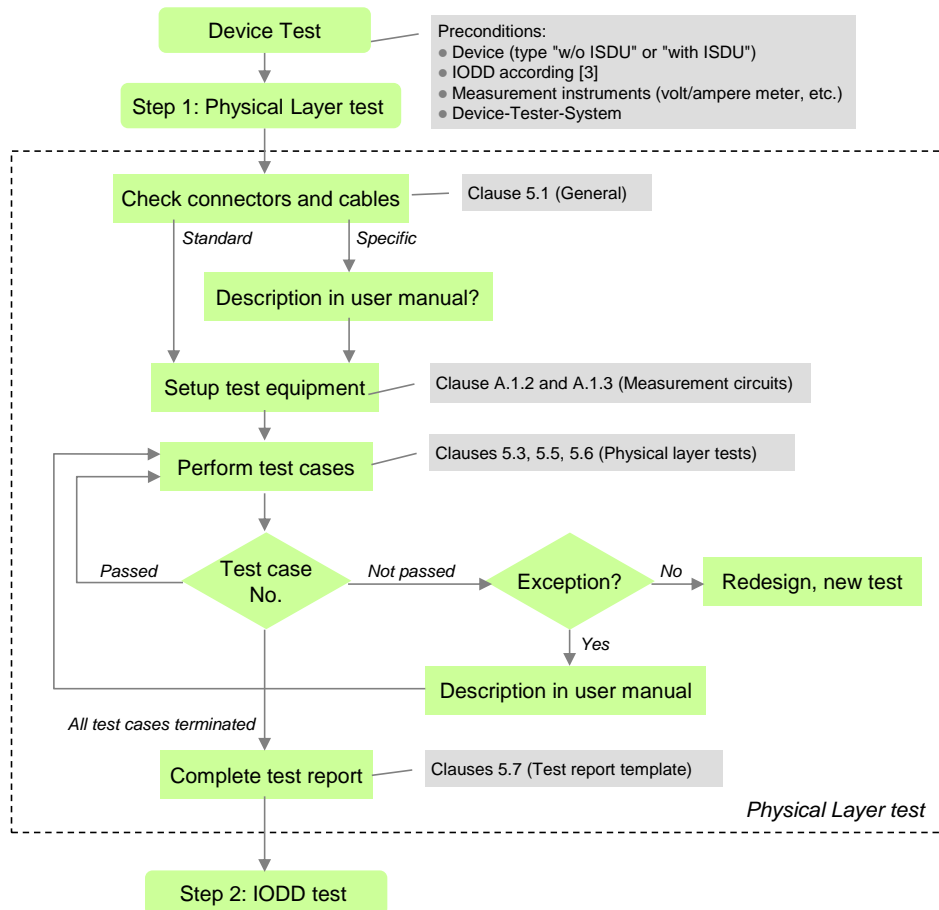 Device Test
Preconditions:
● Device (type "w/o ISDU" or "with ISDU")
● IODD according [3]
● Measurement instruments (volt/ampere meter, etc.)
● Device-Tester-System
Step 1: Physical Layer test
Check connectors and cables
Clause 5.1 (General)
Standard
Specific
Description in user manual?
Setup test equipment
Clause A.1.2 and A.1.3 (Measurement circuits)
Perform test cases
Clauses 5.3, 5.5, 5.6 (Physical layer tests)
Passed
Test case
No.
Not passed
Exception?
No
Redesign, new test
Yes
Description in user manual
All test cases terminated
Complete test report
Clauses 5.7 (Test report template)
Physical Layer test
Step 2: IODD test